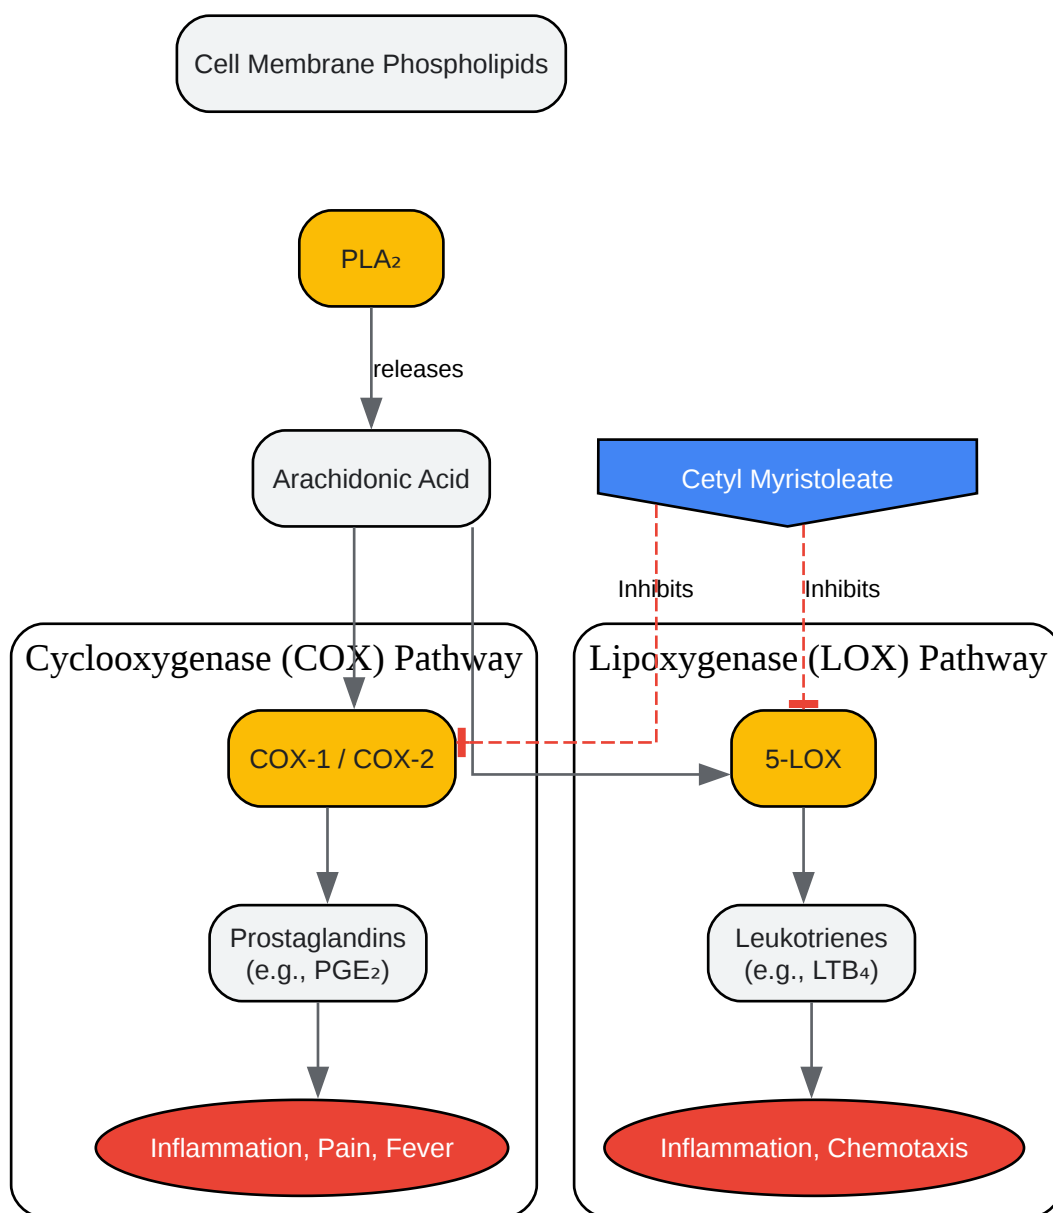 Cell Membrane Phospholipids
PLA₂
releases
Arachidonic Acid
Cetyl Myristoleate
Inhibits
Inhibits
Cyclooxygenase (COX) Pathway
Lipoxygenase (LOX) Pathway
COX-1 / COX-2
5-LOX
Prostaglandins
(e.g., PGE₂)
Leukotrienes
(e.g., LTB₄)
Inflammation, Pain, Fever
Inflammation, Chemotaxis